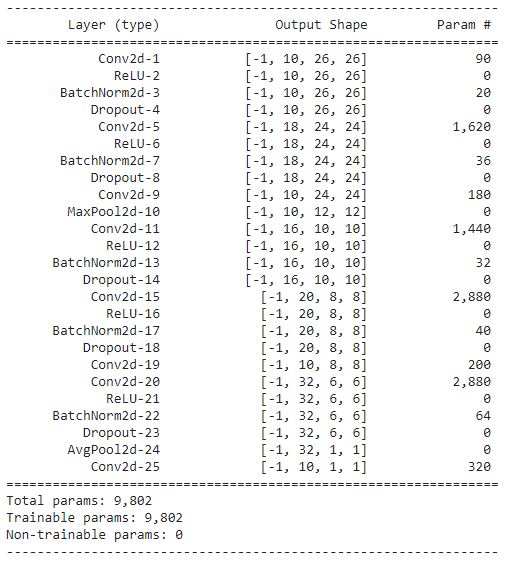 ----------------------------------------------------------------
Layer (type) Output Shape Param #
================================================================
Conv2d-1 [-1, 10, 26, 26] 90
ReLU-2 [-1, 10, 26, 26] 0
BatchNorm2d-3 [-1, 10, 26, 26] 20
Dropout-4 [-1, 10, 26, 26] 0
Conv2d-5 [-1, 18, 24, 24] 1,620
ReLU-6 [-1, 18, 24, 24] 0
BatchNorm2d-7 [-1, 18, 24, 24] 36
Dropout-8 [-1, 18, 24, 24] 0
Conv2d-9 [-1, 10, 24, 24] 180
MaxPool2d-10 [-1, 10, 12, 12] 0
Conv2d-11 [-1, 16, 10, 10] 1,440
ReLU-12 [-1, 16, 10, 10] 0
BatchNorm2d-13 [-1, 16, 10, 10] 32
Dropout-14 [-1, 16, 10, 10] 0
Conv2d-15 [-1, 20, 8, 8] 2,880
ReLU-16 [-1, 20, 8, 8] 0
BatchNorm2d-17 [-1, 20, 8, 8] 40
Dropout-18 [-1, 20, 8, 8] 0
Conv2d-19 [-1, 10, 8, 8] 200
Conv2d-20 [-1, 32, 6, 6] 2,880
ReLU-21 [-1, 32, 6, 6] 0
BatchNorm2d-22 [-1, 32, 6, 6] 64
Dropout-23 [-1, 32, 6, 6] 0
AvgPool2d-24 [-1, 32, 1, 1] 0
Conv2d-25 [-1, 10, 1, 1] 320
================================================================
Total params: 9,802
Trainable params: 9,802
Non-trainable params: 0
----------------------------------------------------------------